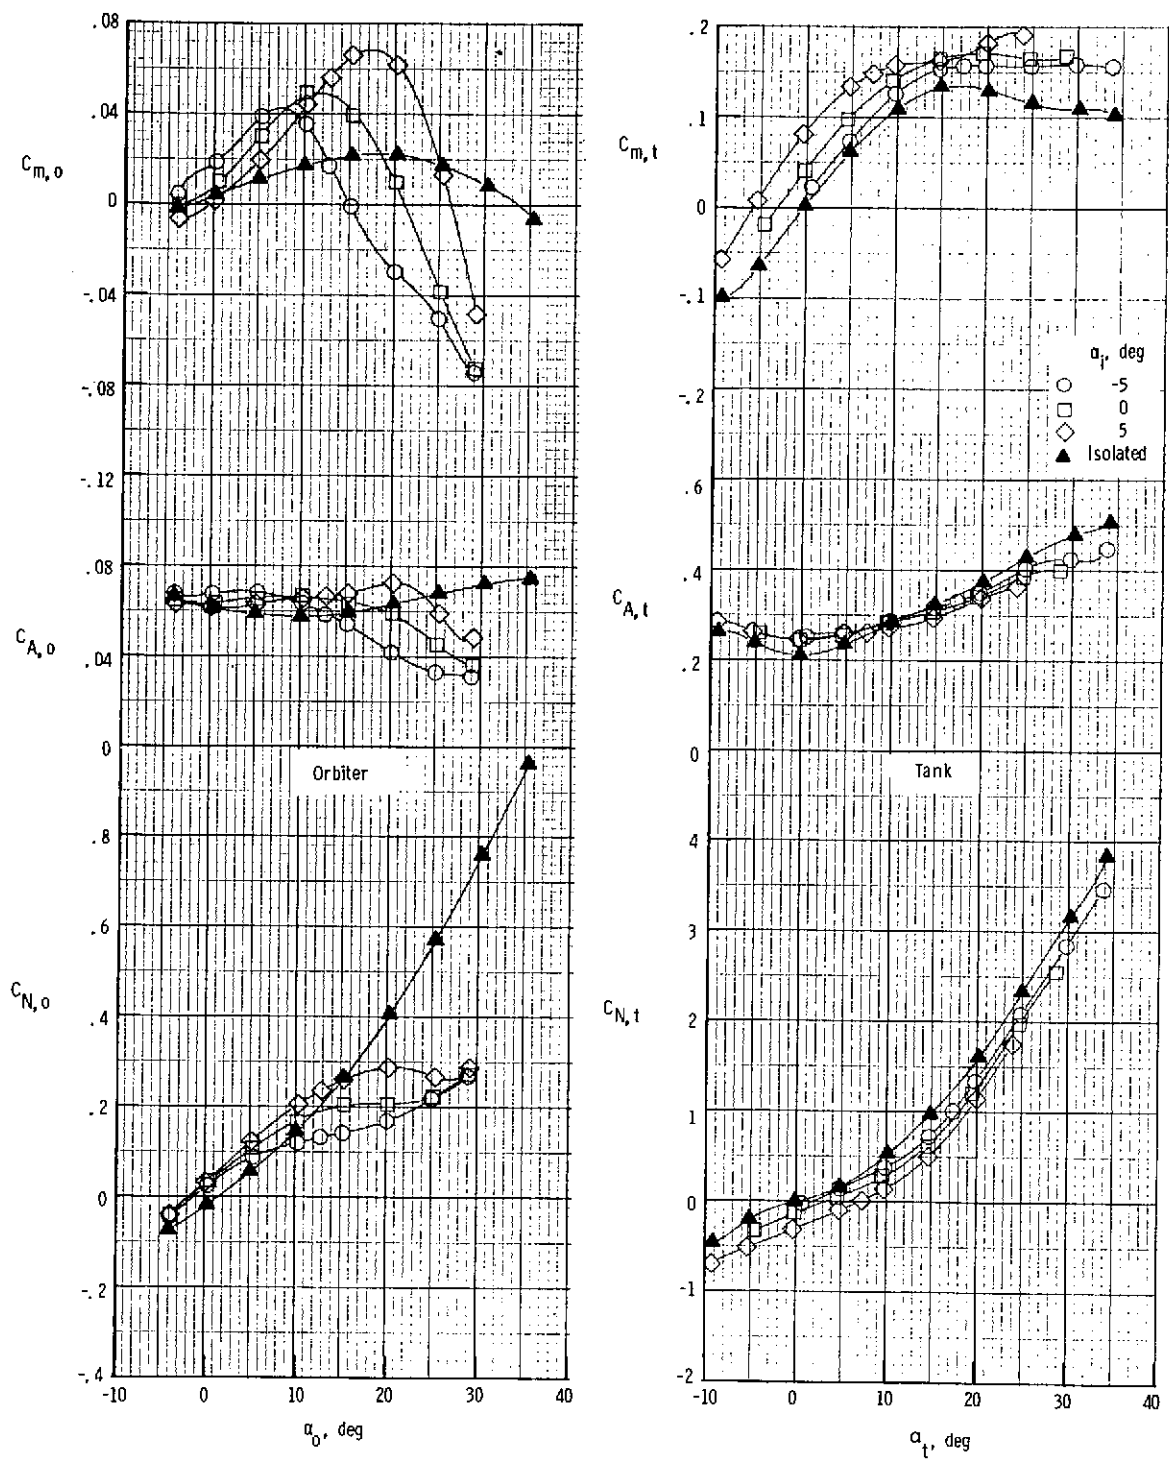 .08
.04
C_m,o
0
-.04
-.08
-.12
.08
C_A,o
.04
0
Orbiter
.8
.6
C_N,o
.4
.2
0
-.2
-.4
-10 0 10 20 30 40
α_o, deg
.2
.1
C_m,t
0
-.1
-.2
α_i, deg
-5
0
5
Isolated
.6
.4
C_A,t
.2
0
Tank
4
3
C_N,t
2
1
0
-1
-2
-10 0 10 20 30 40
α_t, deg